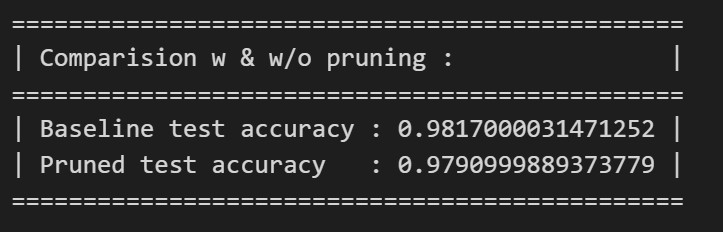 ===============================================
| Comparision w & w/o pruning :               |
===============================================
| Baseline test accuracy : 0.9817000031471252 |
| Pruned test accuracy   : 0.9790999889373779 |
===============================================